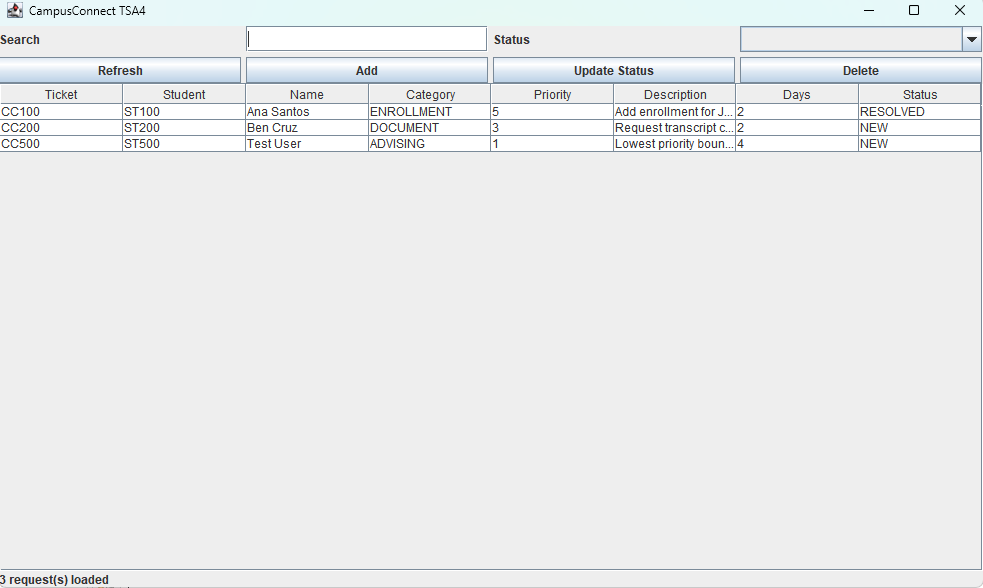 CampusConnect TSA4
Search Status
Refresh Add Update Status Delete
Ticket Student Name Category Priority Description Days Status
CC100 ST100 Ana Santos ENROLLMENT 5 Add enrollment for J... 2 RESOLVED
CC200 ST200 Ben Cruz DOCUMENT 3 Request transcript c... 2 NEW
CC500 ST500 Test User ADVISING 1 Lowest priority boun... 4 NEW
3 request(s) loaded